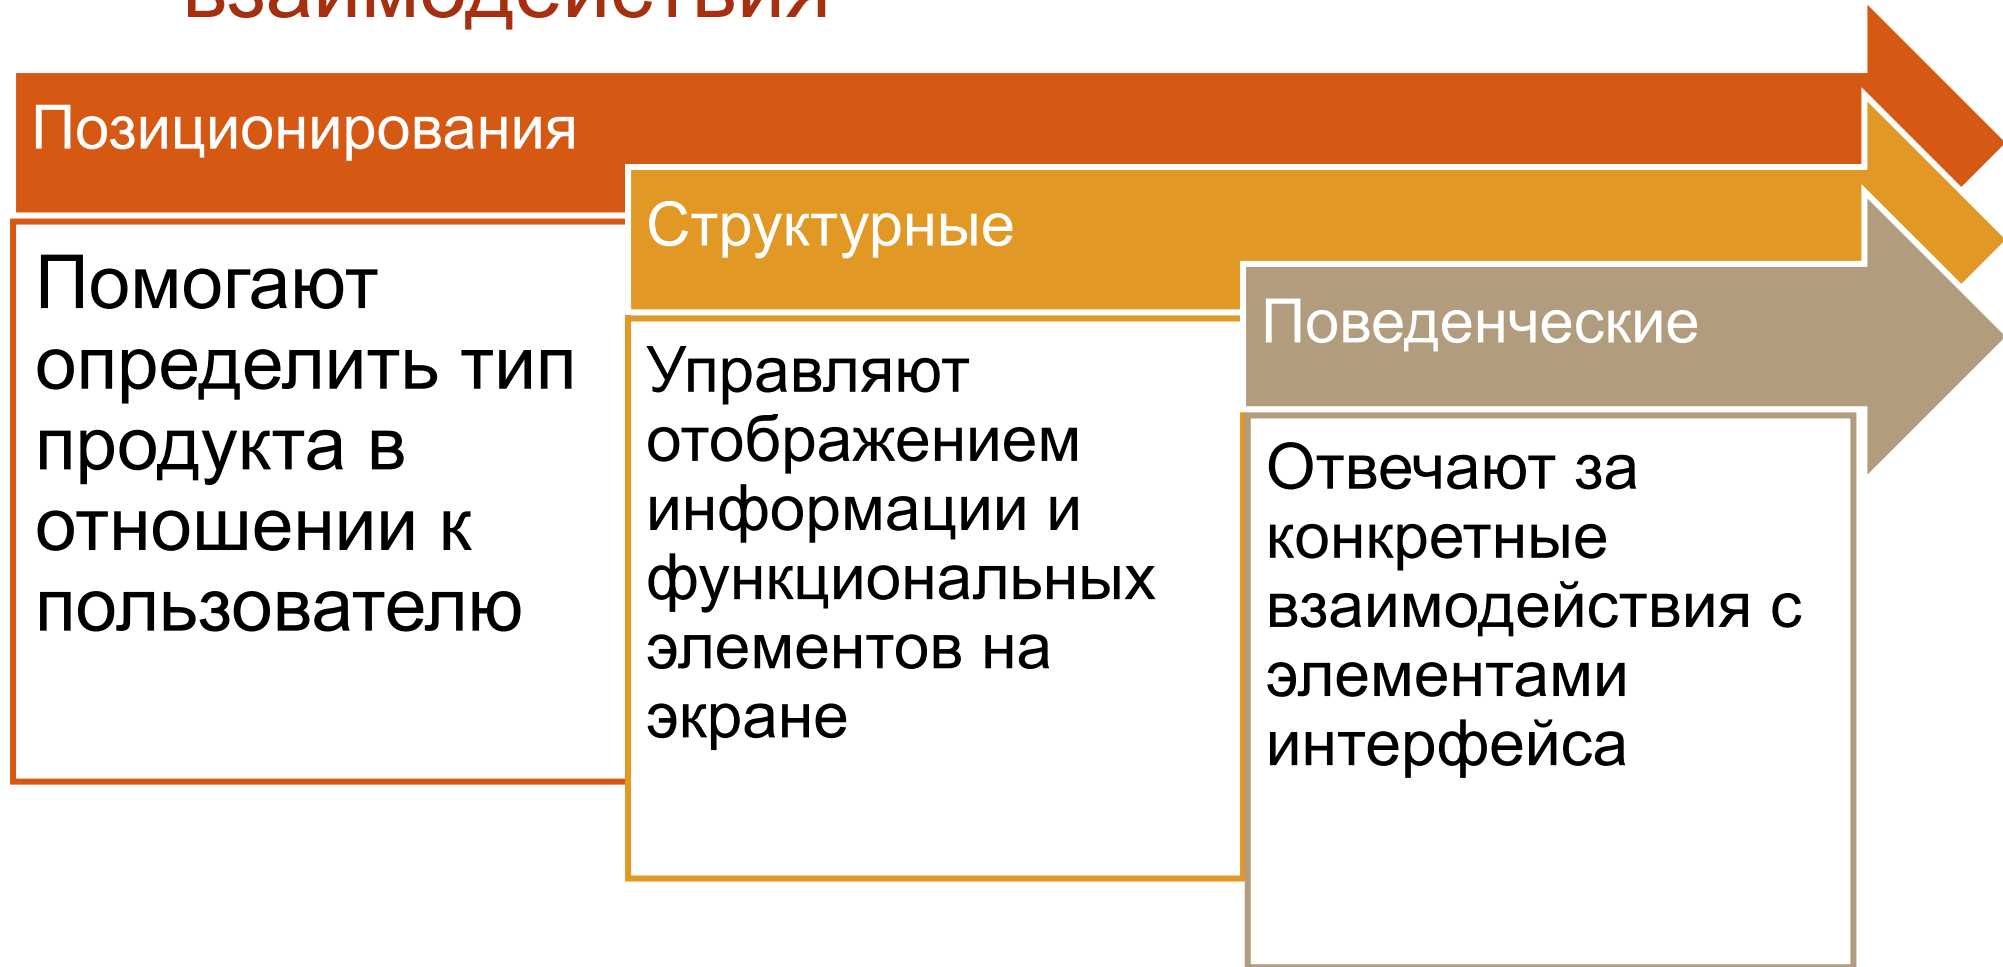 взаимодействия
Позиционирования
Помогают
определить тип
продукта в
отношении к
пользователю
Структурные
Управляют
отображением
информации и
функциональных
элементов на
экране
Поведенческие
Отвечают за
конкретные
взаимодействия с
элементами
интерфейса